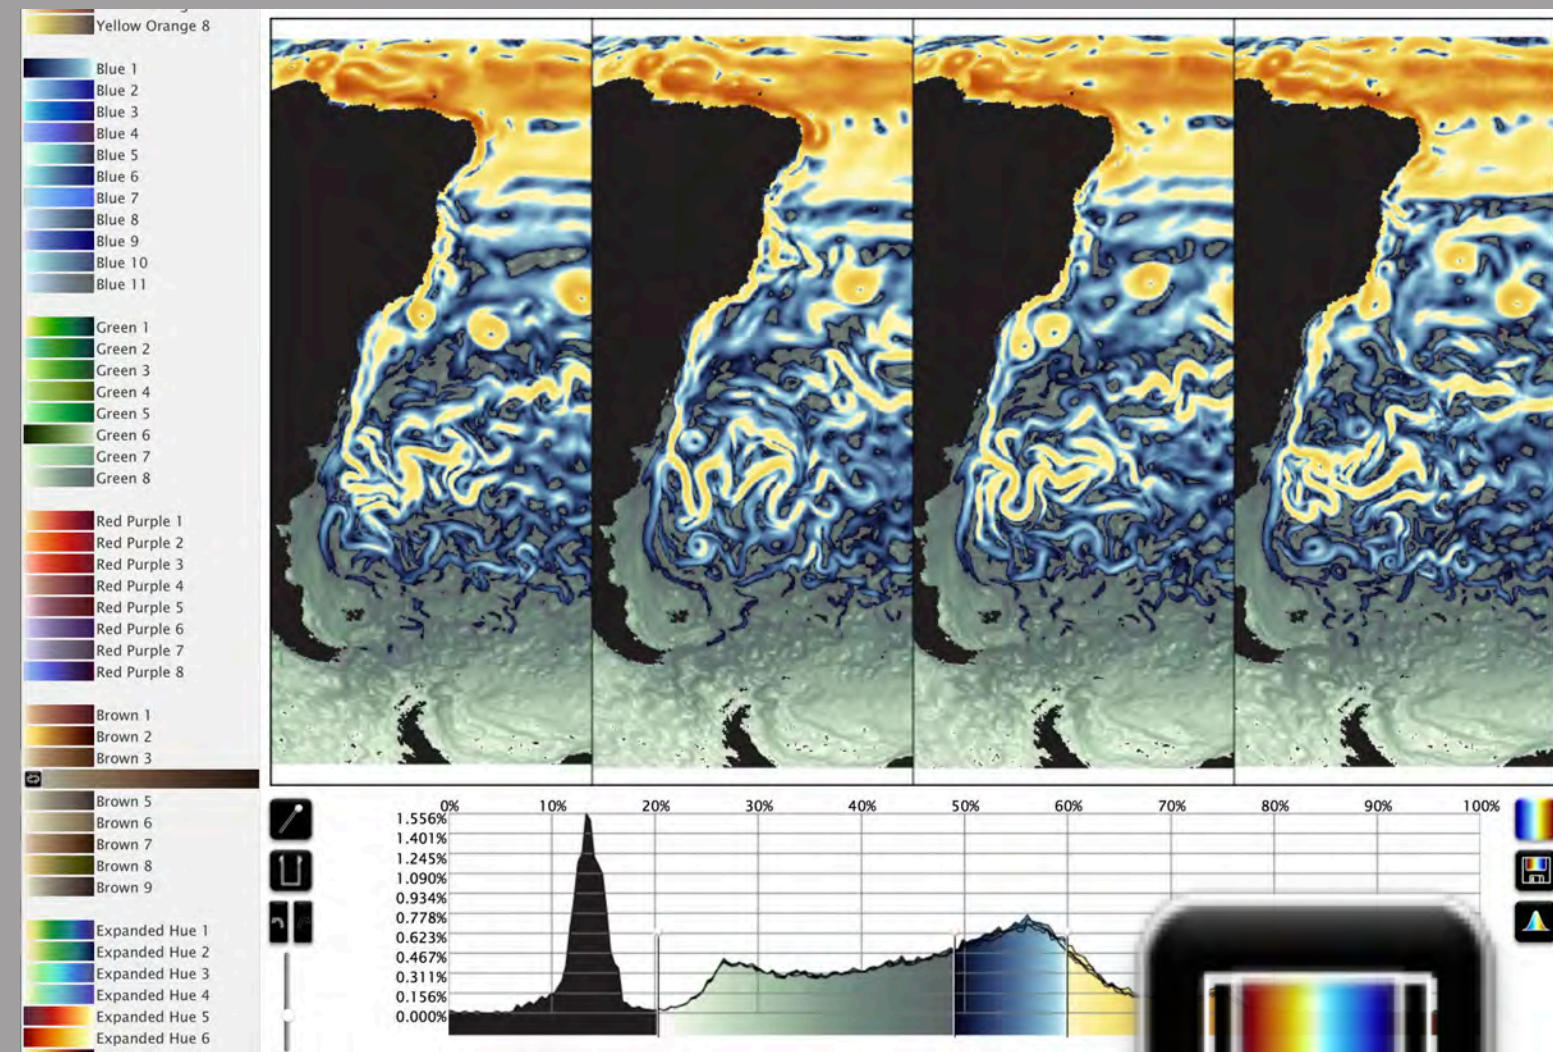 Yellow Orange 8
Blue 1
Blue 2
Blue 3
Blue 4
Blue 5
Blue 6
Blue 7
Blue 8
Blue 9
Blue 10
Blue 11
Green 1
Green 2
Green 3
Green 4
Green 5
Green 6
Green 7
Green 8
Red Purple 1
Red Purple 2
Red Purple 3
Red Purple 4
Red Purple 5
Red Purple 6
Red Purple 7
Red Purple 8
Brown 1
Brown 2
Brown 3
Brown 5
Brown 6
Brown 7
Brown 8
Brown 9
Expanded Hue 1
Expanded Hue 2
Expanded Hue 3
Expanded Hue 4
Expanded Hue 5
Expanded Hue 6
0% 10% 20% 30% 40% 50% 60% 70% 80% 90% 100%
1.556%
1.401%
1.245%
1.090%
0.934%
0.778%
0.623%
0.467%
0.311%
0.156%
0.000%